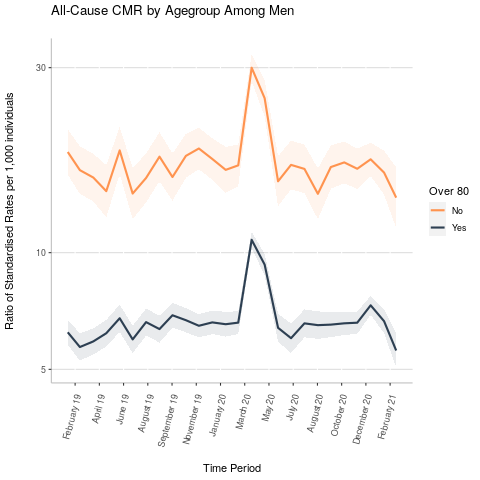 All-Cause CMR by Agegroup Among Men
Ratio of Standardised Rates per 1,000 Individuals
30
10
5
February 19
April 19
June 19
August 19
September 19
November 19
January 20
March 20
May 20
July 20
August 20
October 20
December 20
February 21
Time Period
Over 80
No
Yes